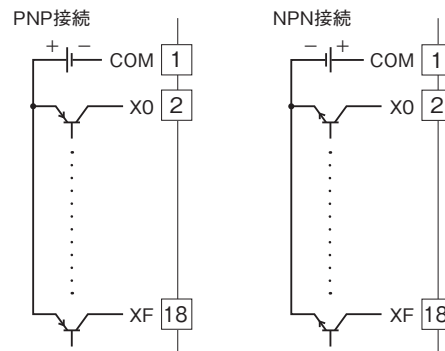 PNP接続
+ -
COM 1
X0 2
XF 18
NPN接続
- +
COM 1
X0 2
XF 18